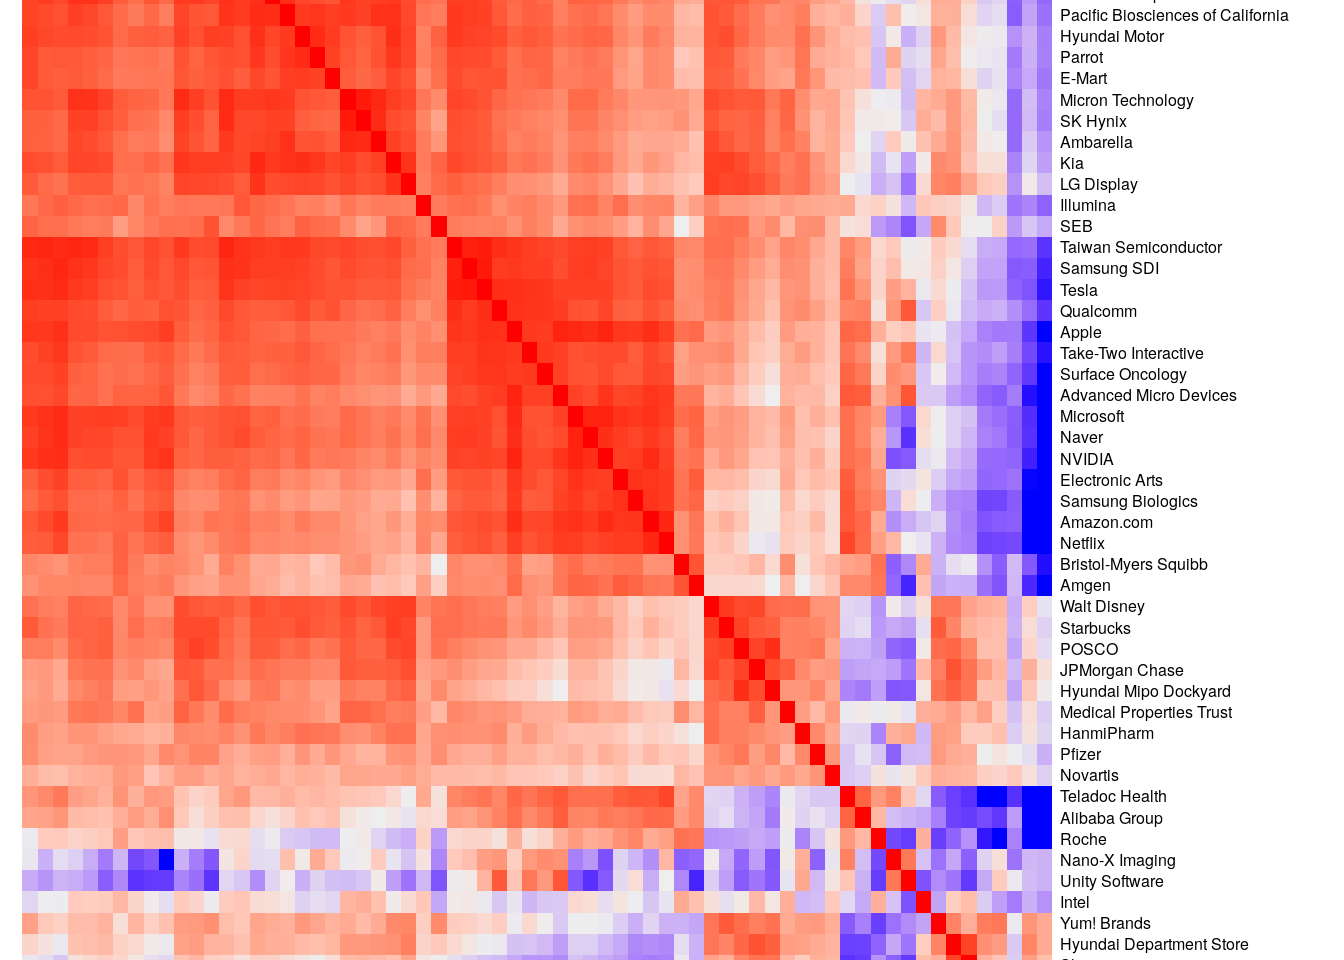 Pacific Biosciences of California
Hyundai Motor
Parrot
E-Mart
Micron Technology
SK Hynix
Ambarella
Kia
LG Display
Illumina
SEB
Taiwan Semiconductor
Samsung SDI
Tesla
Qualcomm
Apple
Take-Two Interactive
Surface Oncology
Advanced Micro Devices
Microsoft
Naver
NVIDIA
Electronic Arts
Samsung Biologics
Amazon.com
Netflix
Bristol-Myers Squibb
Amgen
Walt Disney
Starbucks
POSCO
JPMorgan Chase
Hyundai Mipo Dockyard
Medical Properties Trust
HanmiPharm
Pfizer
Novartis
Teladoc Health
Alibaba Group
Roche
Nano-X Imaging
Unity Software
Intel
Yum! Brands
Hyundai Department Store